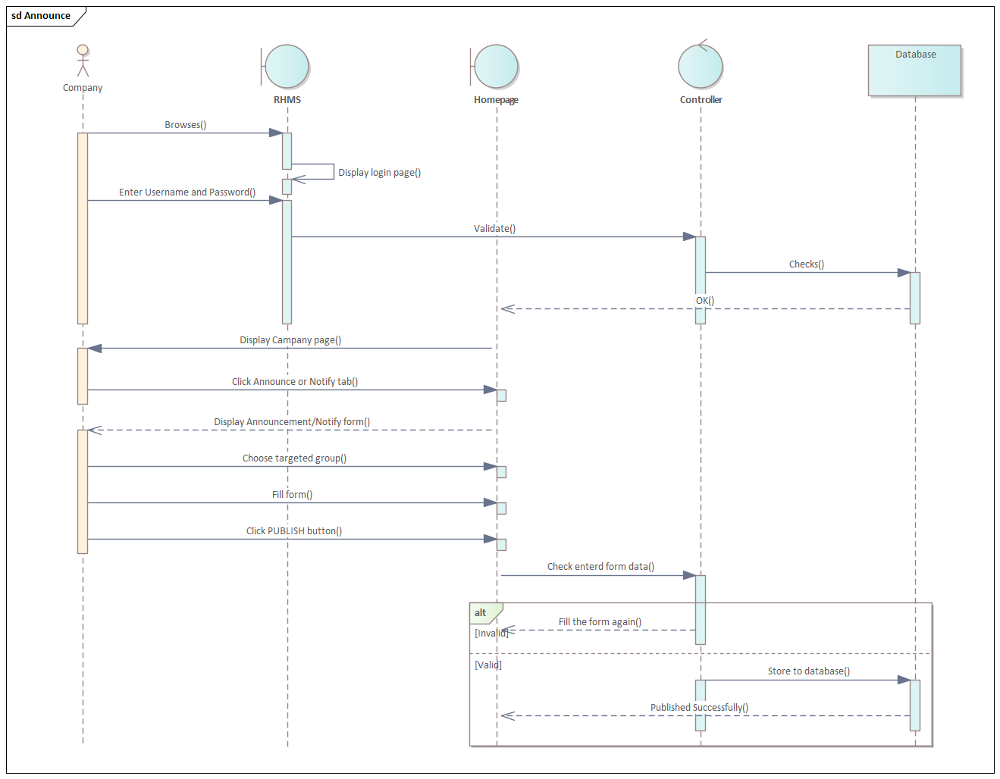 sd Announce
Company
RHMS
Homepage
Controller
Database
Browses()
Display login page()
Enter Username and Password()
Validate()
Checks()
OK()
Display Campany page()
Click Announce or Notify tab()
Display Announcement/Notify form()
Choose targeted group()
Fill form()
Click PUBLISH button()
Check enterd form data()
alt
Fill the form again()
[Invalid]
[Valid]
Store to database()
Published Successfully()